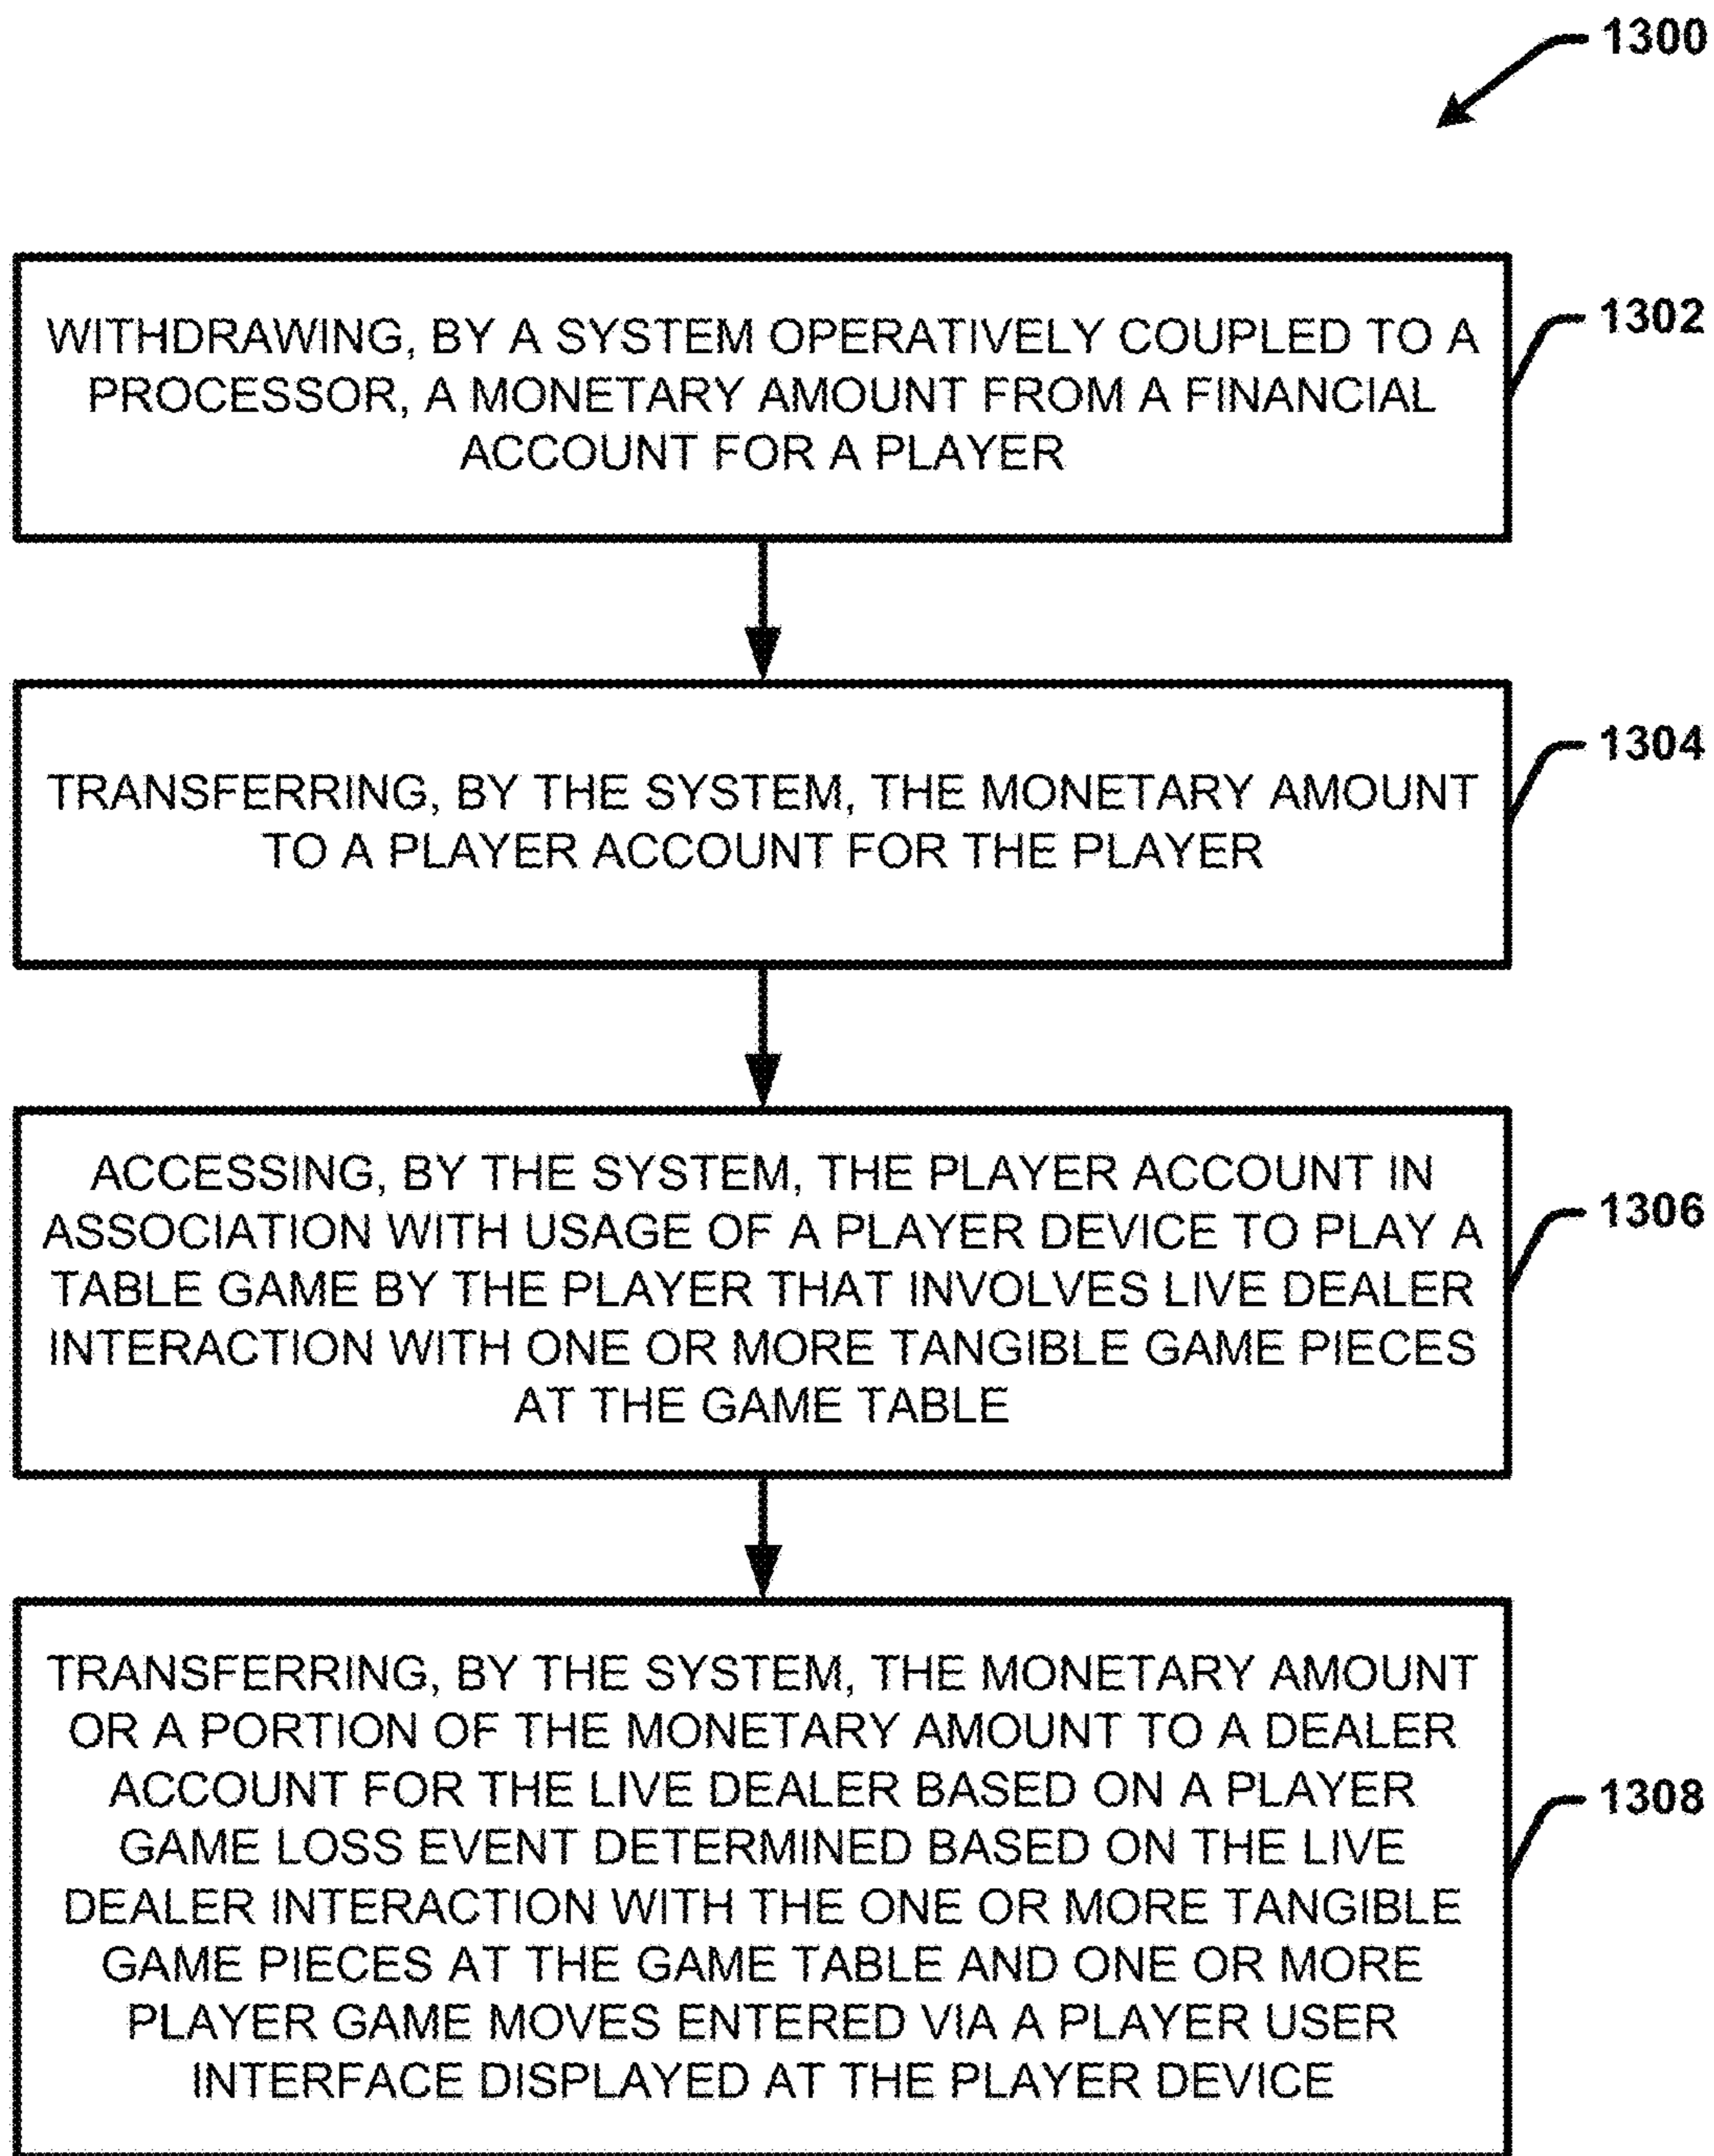 1300
WITHDRAWING, BY A SYSTEM OPERATIVELY COUPLED TO A
PROCESSOR, A MONETARY AMOUNT FROM A FINANCIAL
ACCOUNT FOR A PLAYER
1302
TRANSFERRING, BY THE SYSTEM, THE MONETARY AMOUNT
TO A PLAYER ACCOUNT FOR THE PLAYER
1304
ACCESSING, BY THE SYSTEM, THE PLAYER ACCOUNT IN
ASSOCIATION WITH USAGE OF A PLAYER DEVICE TO PLAY A
TABLE GAME BY THE PLAYER THAT INVOLVES LIVE DEALER
INTERACTION WITH ONE OR MORE TANGIBLE GAME PIECES
AT THE GAME TABLE
1306
TRANSFERRING, BY THE SYSTEM, THE MONETARY AMOUNT
OR A PORTION OF THE MONETARY AMOUNT TO A DEALER
ACCOUNT FOR THE LIVE DEALER BASED ON A PLAYER
GAME LOSS EVENT DETERMINED BASED ON THE LIVE
DEALER INTERACTION WITH THE ONE OR MORE TANGIBLE
GAME PIECES AT THE GAME TABLE AND ONE OR MORE
PLAYER GAME MOVES ENTERED VIA A PLAYER USER
INTERFACE DISPLAYED AT THE PLAYER DEVICE
1308